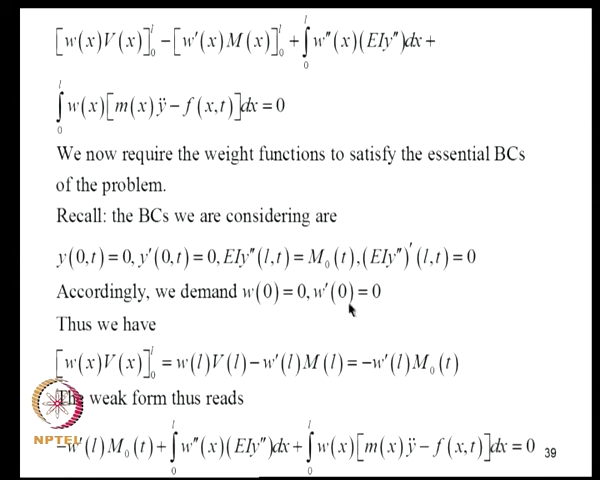 [w(x)V(x)]₀ˡ − [w′(x)M(x)]₀ˡ + ∫₀ˡ w″(x)(EIy″)dx +
∫₀ˡ w(x)[m(x)ÿ − f(x,t)]dx = 0
We now require the weight functions to satisfy the essential BCs
of the problem.
Recall: the BCs we are considering are
y(0,t) = 0, y′(0,t) = 0, EIy″(l,t) = M₀(t), (EIy″)′(l,t) = 0
Accordingly, we demand w(0) = 0, w′(0) = 0
Thus we have
[w(x)V(x)]₀ˡ = w(l)V(l) − w′(l)M(l) = −w′(l)M₀(t)
The weak form thus reads
−w′(l)M₀(t) + ∫₀ˡ w″(x)(EIy″)dx + ∫₀ˡ w(x)[m(x)ÿ − f(x,t)]dx = 0
NPTEL
39